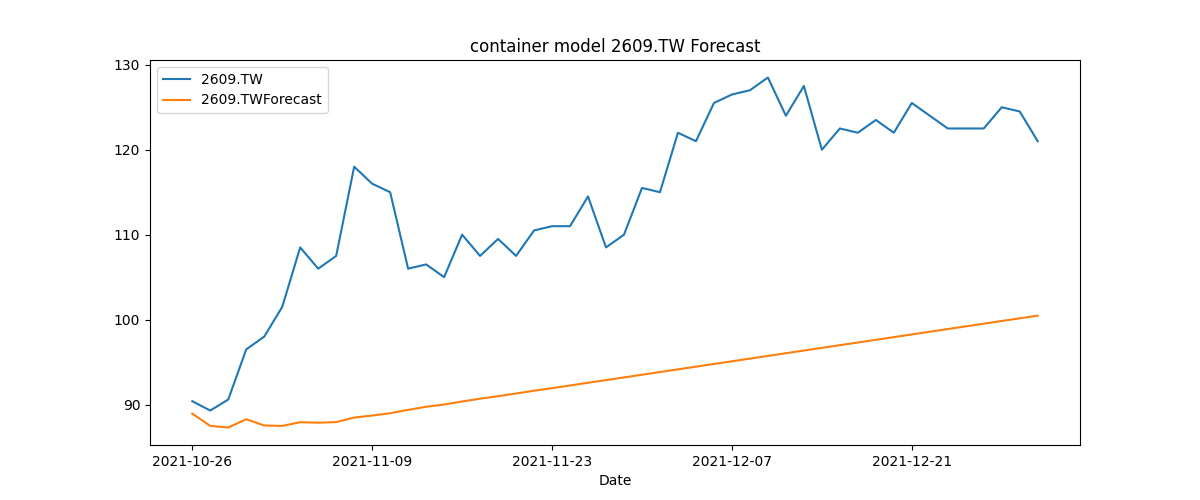 container model 2609.TW Forecast
130
120
110
100
90
2609.TW
2609.TWForecast
2021-10-26
2021-11-09
2021-11-23
2021-12-07
2021-12-21
Date